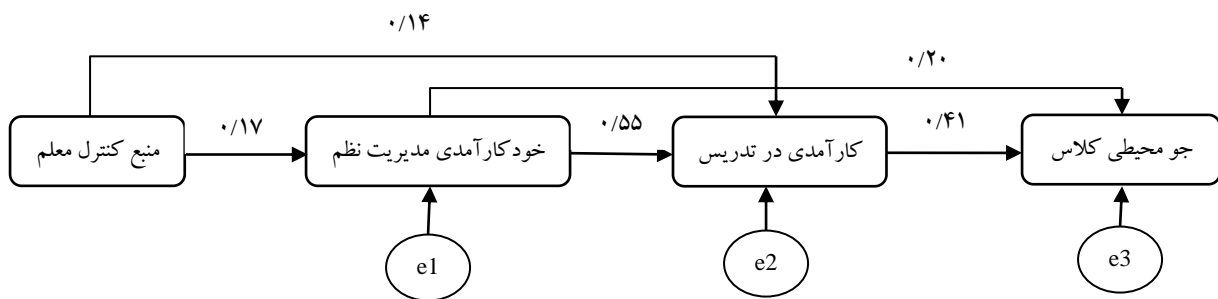 ۰/۱۴
۰/۲۰
۰/۱۷
۰/۵۵
۰/۴۱
منبع کنترل معلم
خودکارآمدی مدیریت نظم
کارآمدی در تدریس
جو محیطی کلاس
e1
e2
e3